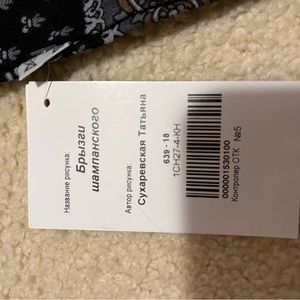 Название рисунка:
Брызги
шампанского
Автор рисунка:
Сухаревская Татьяна
639 - 18
1СН27-4-КН
000001530100
Контролер ОТК №5